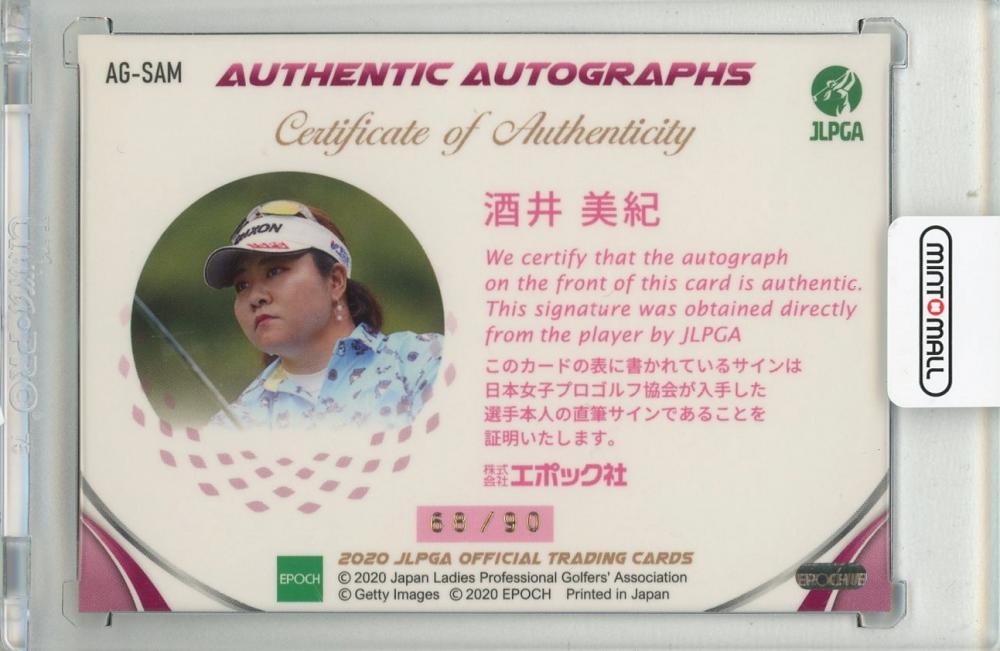 AG-SAM
AUTHENTIC AUTOGRAPHS
Certificate of Authenticity
JLPGA
酒井 美紀
We certify that the autograph
on the front of this card is authentic.
This signature was obtained directly
from the player by JLPGA
このカードの表に書かれているサインは
日本女子プロゴルフ協会が入手した
選手本人の直筆サインであることを
証明いたします。
株式会社エポック社
68/90
2020 JLPGA OFFICIAL TRADING CARDS
EPOCH
© 2020 Japan Ladies Professional Golfers' Association
© Getty Images © 2020 EPOCH Printed in Japan
MINTOMALL